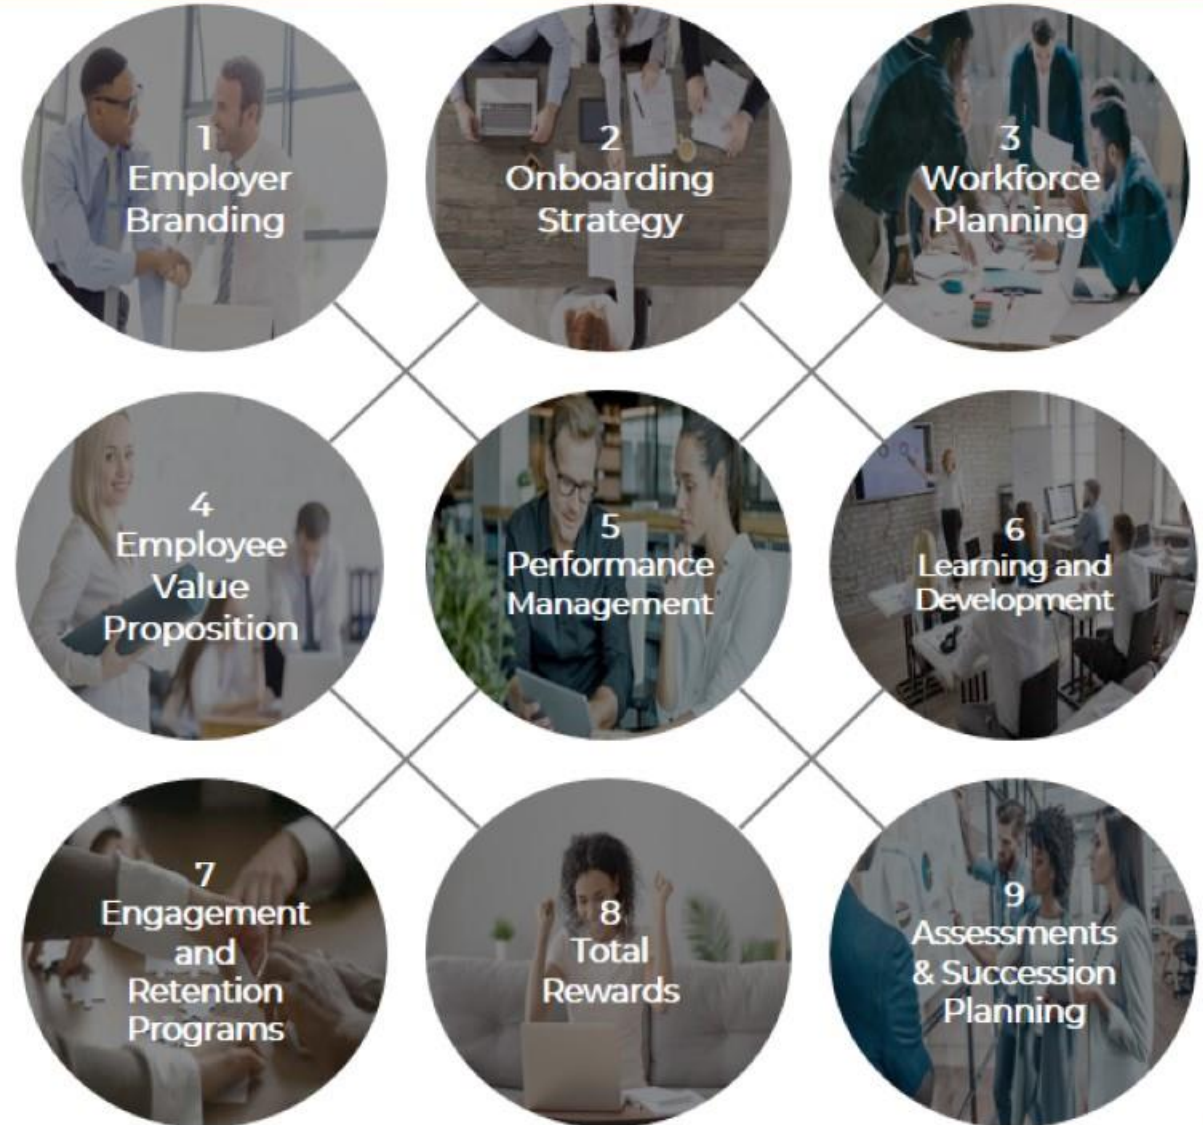 1
Employer
Branding
2
Onboarding
Strategy
3
Workforce
Planning
4
Employee
Value
Proposition
5
Performance
Management
6
Learning and
Development
7
Engagement
and
Retention
Programs
8
Total
Rewards
9
Assessments
& Succession
Planning